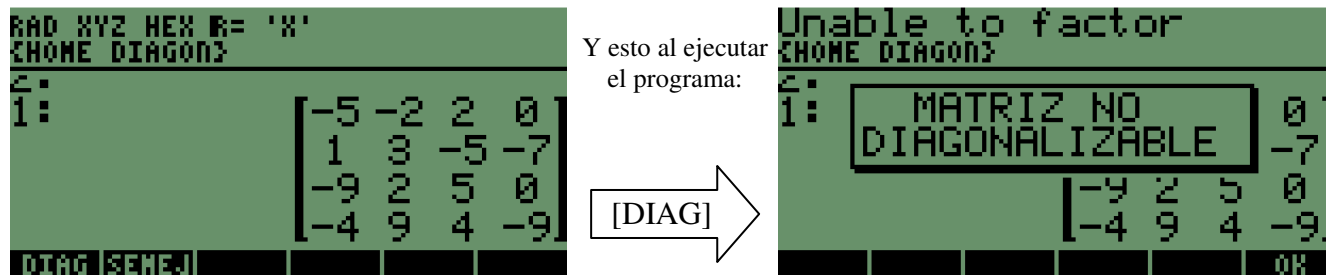 RAD XYZ HEX R= 'X'
{HOME DIAGON}
2:
1:
[-5 -2 2 0]
1 3 -5 -7
-9 2 5 0
[-4 9 4 -9]
DIAG SEMEJ
Y esto al ejecutar
el programa:
[DIAG]
Unable to factor
{HOME DIAGON}
2:
1:
MATRIZ NO
DIAGONALIZABLE
0
-7
[-9 2 5 0
[-4 9 4 -9]
OK